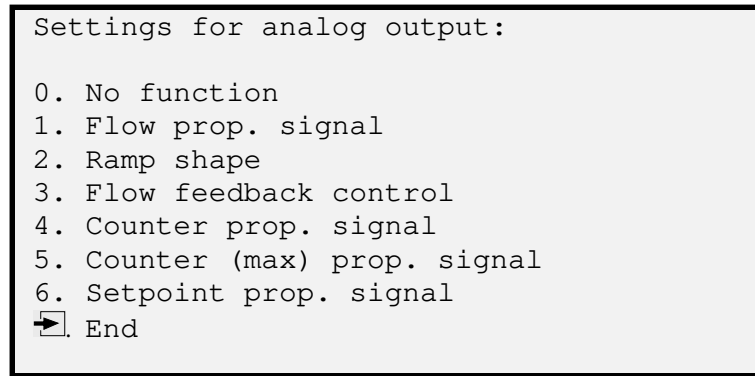 Settings for analog output:
0. No function
1. Flow prop. signal
2. Ramp shape
3. Flow feedback control
4. Counter prop. signal
5. Counter (max) prop. signal
6. Setpoint prop. signal
. End